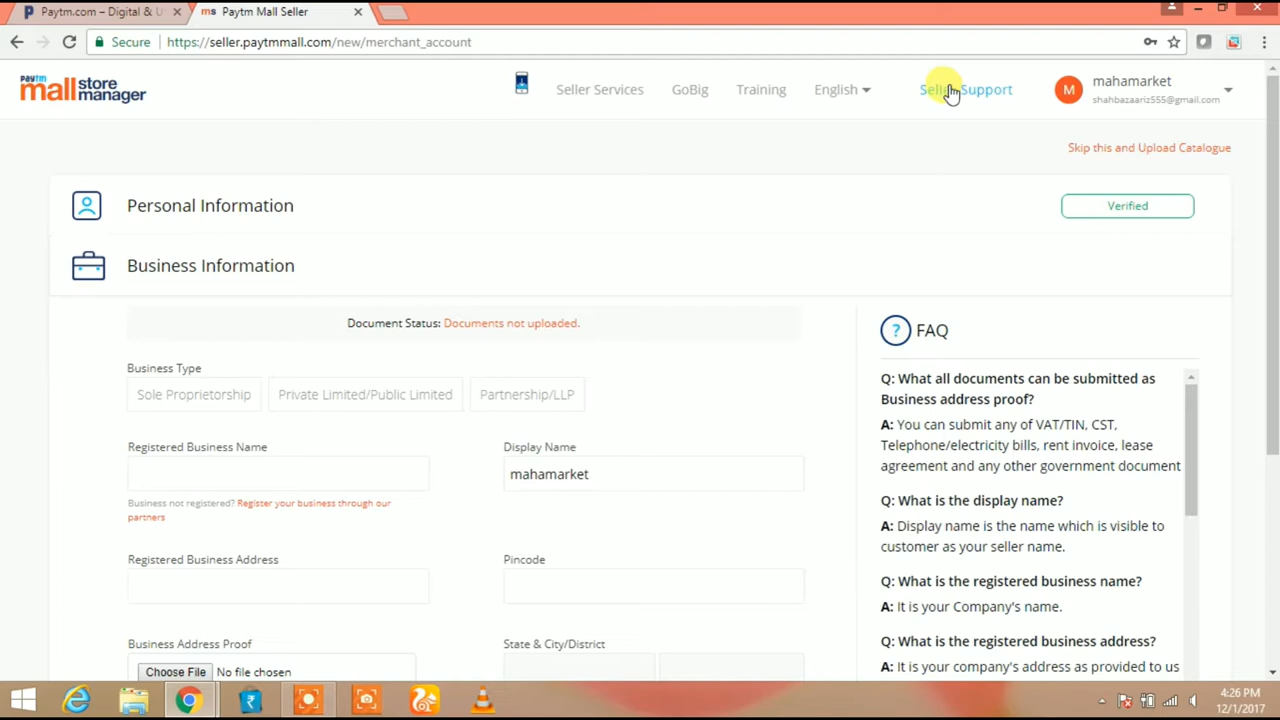 Paytm.com – Digital & U
Paytm Mall Seller
Secure
https://seller.paytmmall.com/new/merchant_account
paytm
mall store manager
Seller Services
GoBig
Training
English
Support
M
mahamarket
shahbazaariz555@gmail.com
Skip this and Upload Catalogue
Personal Information
Verified
Business Information
Document Status: Documents not uploaded.
Business Type
Sole Proprietorship
Private Limited/Public Limited
Partnership/LLP
Registered Business Name
Display Name
mahamarket
Business not registered? Register your business through our
partners
Registered Business Address
Pincode
Business Address Proof
State & City/District
Choose File No file chosen
? FAQ
Q: What all documents can be submitted as
Business address proof?
A: You can submit any of VAT/TIN, CST,
Telephone/electricity bills, rent invoice, lease
agreement and any other government document
Q: What is the display name?
A: Display name is the name which is visible to
customer as your seller name.
Q: What is the registered business name?
A: It is your Company's name.
Q: What is the registered business address?
A: It is your company's address as provided to us
4:26 PM
12/1/2017